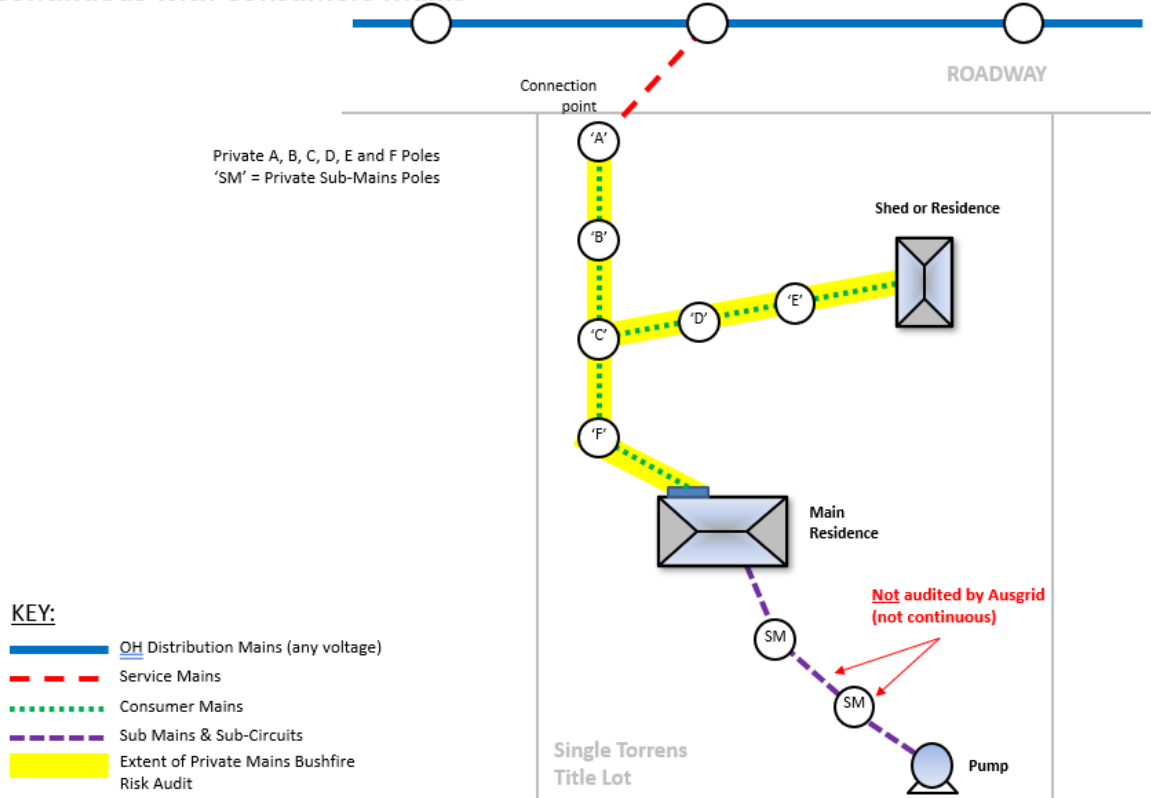 ROADWAY
Connection
point
'A'
Private A, B, C, D, E and F Poles
'SM' = Private Sub-Mains Poles
Shed or Residence
'B'
'E'
'D'
'C'
'F'
Main
Residence
Not audited by Ausgrid
(not continuous)
KEY:
OH Distribution Mains (any voltage)
Service Mains
Consumer Mains
Sub Mains & Sub-Circuits
Extent of Private Mains Bushfire
Risk Audit
SM
SM
Single Torrens
Title Lot
Pump